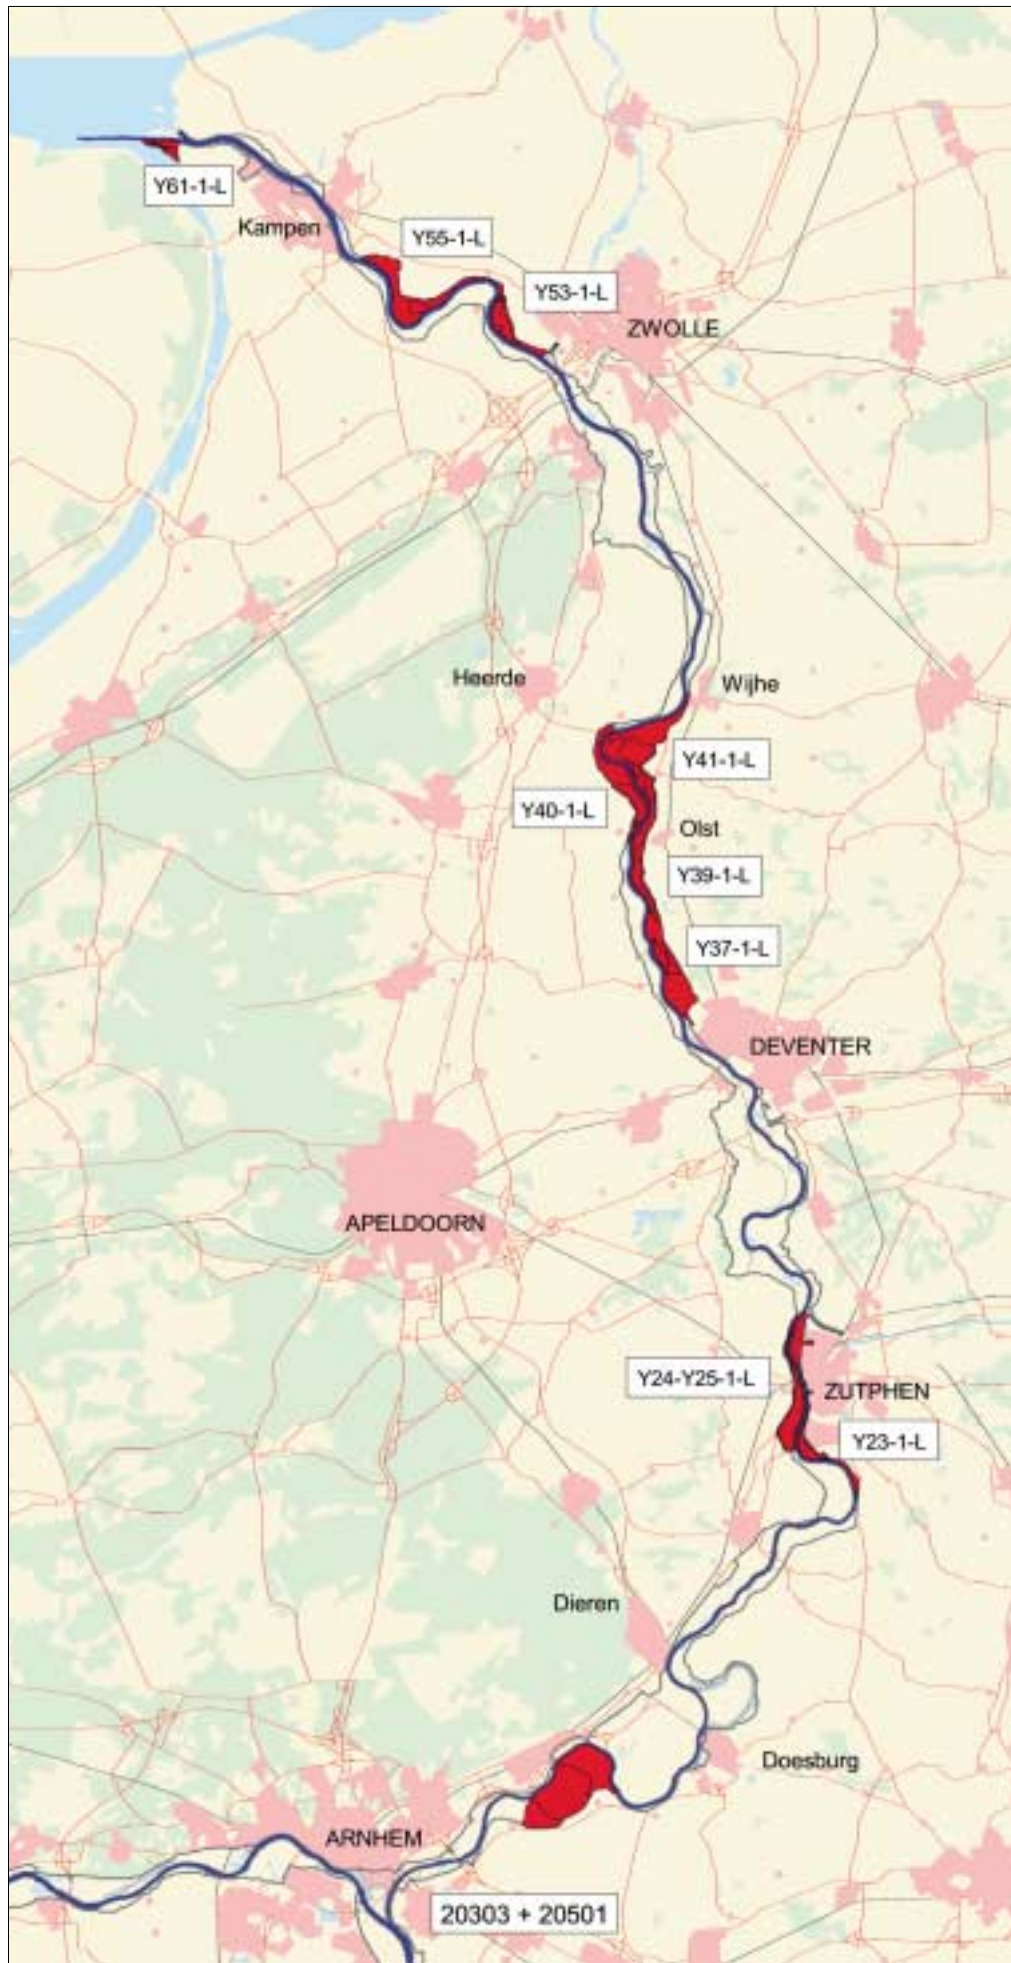 Y61-1-L
Kampen
Y55-1-L
Y53-1-L
ZWOLLE
Heerde
Wijhe
Y41-1-L
Y40-1-L
Olst
Y39-1-L
Y37-1-L
DEVENTER
APELDOORN
Y24-Y25-1-L
ZUTPHEN
Y23-1-L
Dieren
Doesburg
ARNHEM
20303 + 20501